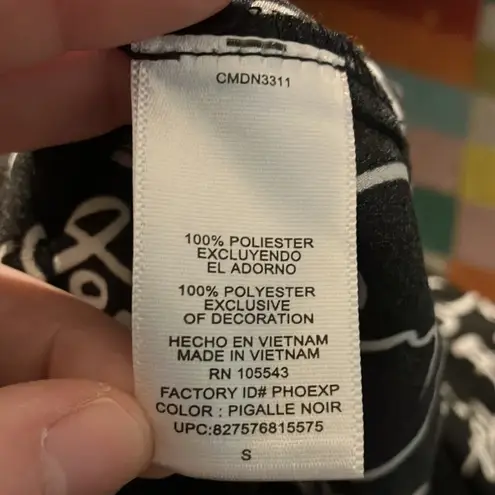 CMDN3311
100% POLIESTER
EXCLUYENDO
EL ADORNO
100% POLYESTER
EXCLUSIVE
OF DECORATION
HECHO EN VIETNAM
MADE IN VIETNAM
RN 105543
FACTORY ID# PHOEXP
COLOR : PIGALLE NOIR
UPC:827576815575
S